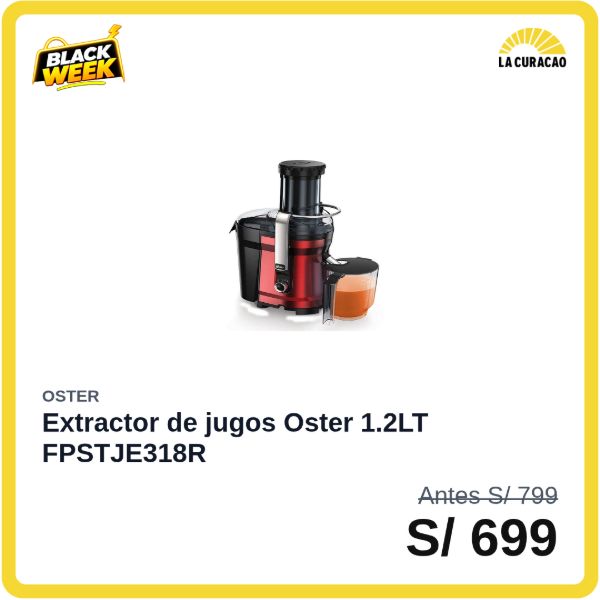 BLACK
WEEK
LA CURACAO
OSTER
Extractor de jugos Oster 1.2LT
FPSTJE318R
Antes S/ 799
S/ 699